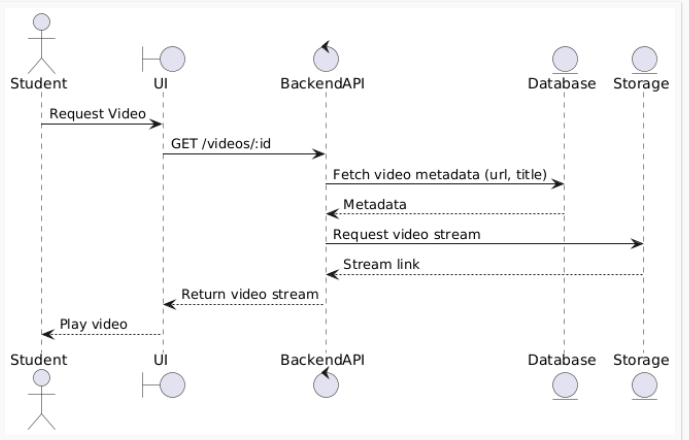 Student UI BackendAPI Database Storage
Request Video
GET /videos/:id
Fetch video metadata (url, title)
Metadata
Request video stream
Stream link
Return video stream
Play video
Student UI BackendAPI Database Storage